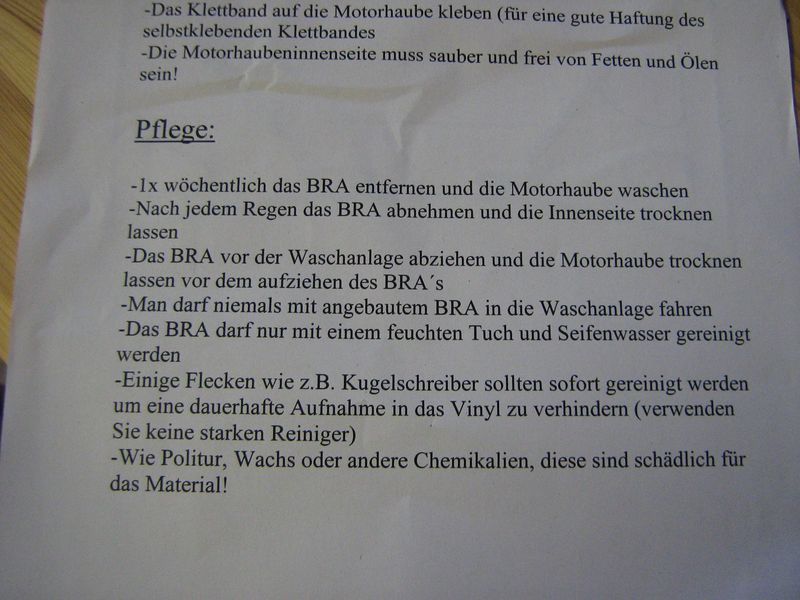 -Das Klettband auf die Motorhaube kleben (für eine gute Haftung des
selbstklebenden Klettbandes
-Die Motorhaubeninnenseite muss sauber und frei von Fetten und Ölen
sein!
Pflege:
-1x wöchentlich das BRA entfernen und die Motorhaube waschen
-Nach jedem Regen das BRA abnehmen und die Innenseite trocknen
lassen
-Das BRA vor der Waschanlage abziehen und die Motorhaube trocknen
lassen vor dem aufziehen des BRA´s
-Man darf niemals mit angebautem BRA in die Waschanlage fahren
-Das BRA darf nur mit einem feuchten Tuch und Seifenwasser gereinigt
werden
-Einige Flecken wie z.B. Kugelschreiber sollten sofort gereinigt werden
um eine dauerhafte Aufnahme in das Vinyl zu verhindern (verwenden
Sie keine starken Reiniger)
-Wie Politur, Wachs oder andere Chemikalien, diese sind schädlich für
das Material!